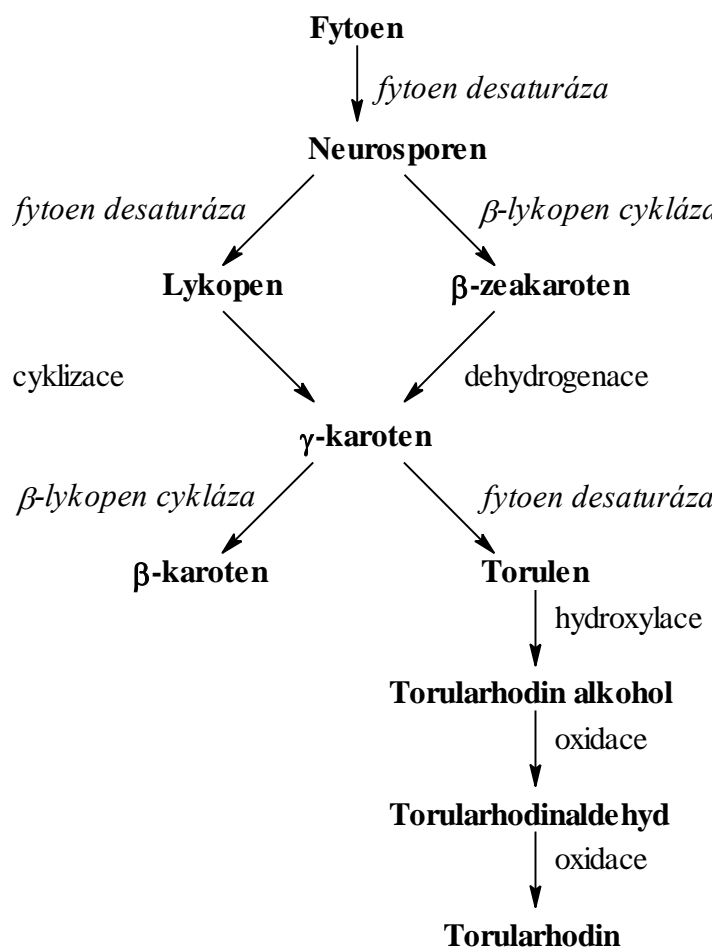 Fytoen
fytoen desaturáza
Neurosporen
fytoen desaturáza
β-lykopen cykláza
Lykopen
β-zeakaroten
cyklizace
dehydrogenace
γ-karoten
β-lykopen cykláza
fytoen desaturáza
β-karoten
Torulen
hydroxylace
Torularhodin alkohol
oxidace
Torularhodinaldehyd
oxidace
Torularhodin